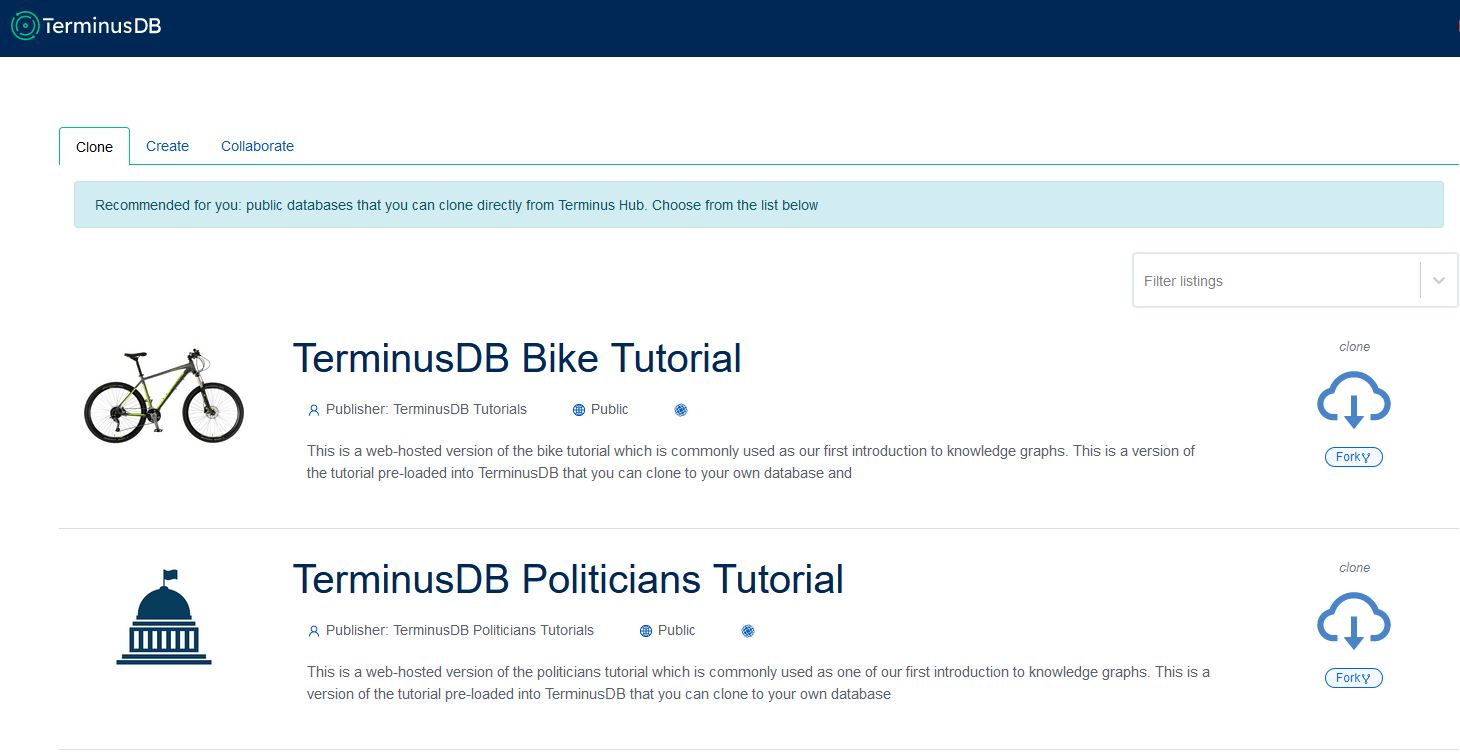 TerminusDB
Clone
Create
Collaborate
Recommended for you: public databases that you can clone directly from Terminus Hub. Choose from the list below
Filter listings
TerminusDB Bike Tutorial
clone
Publisher: TerminusDB Tutorials
Public
This is a web-hosted version of the bike tutorial which is commonly used as our first introduction to knowledge graphs. This is a version of
the tutorial pre-loaded into TerminusDB that you can clone to your own database and
Fork
TerminusDB Politicians Tutorial
clone
Publisher: TerminusDB Politicians Tutorials
Public
This is a web-hosted version of the politicians tutorial which is commonly used as one of our first introduction to knowledge graphs. This is a
version of the tutorial pre-loaded into TerminusDB that you can clone to your own database
Fork